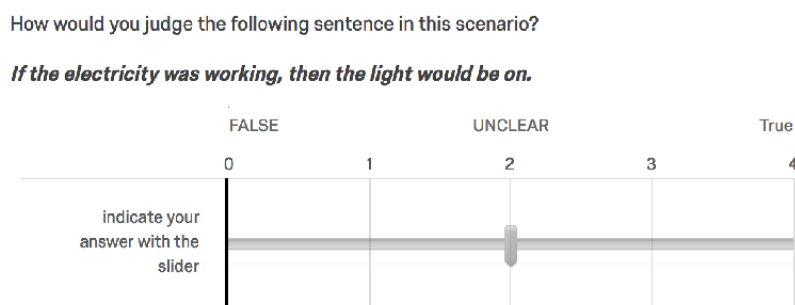 How would you judge the following sentence in this scenario?
If the electricity was working, then the light would be on.
FALSE UNCLEAR True
0 1 2 3 4
indicate your
answer with the
slider